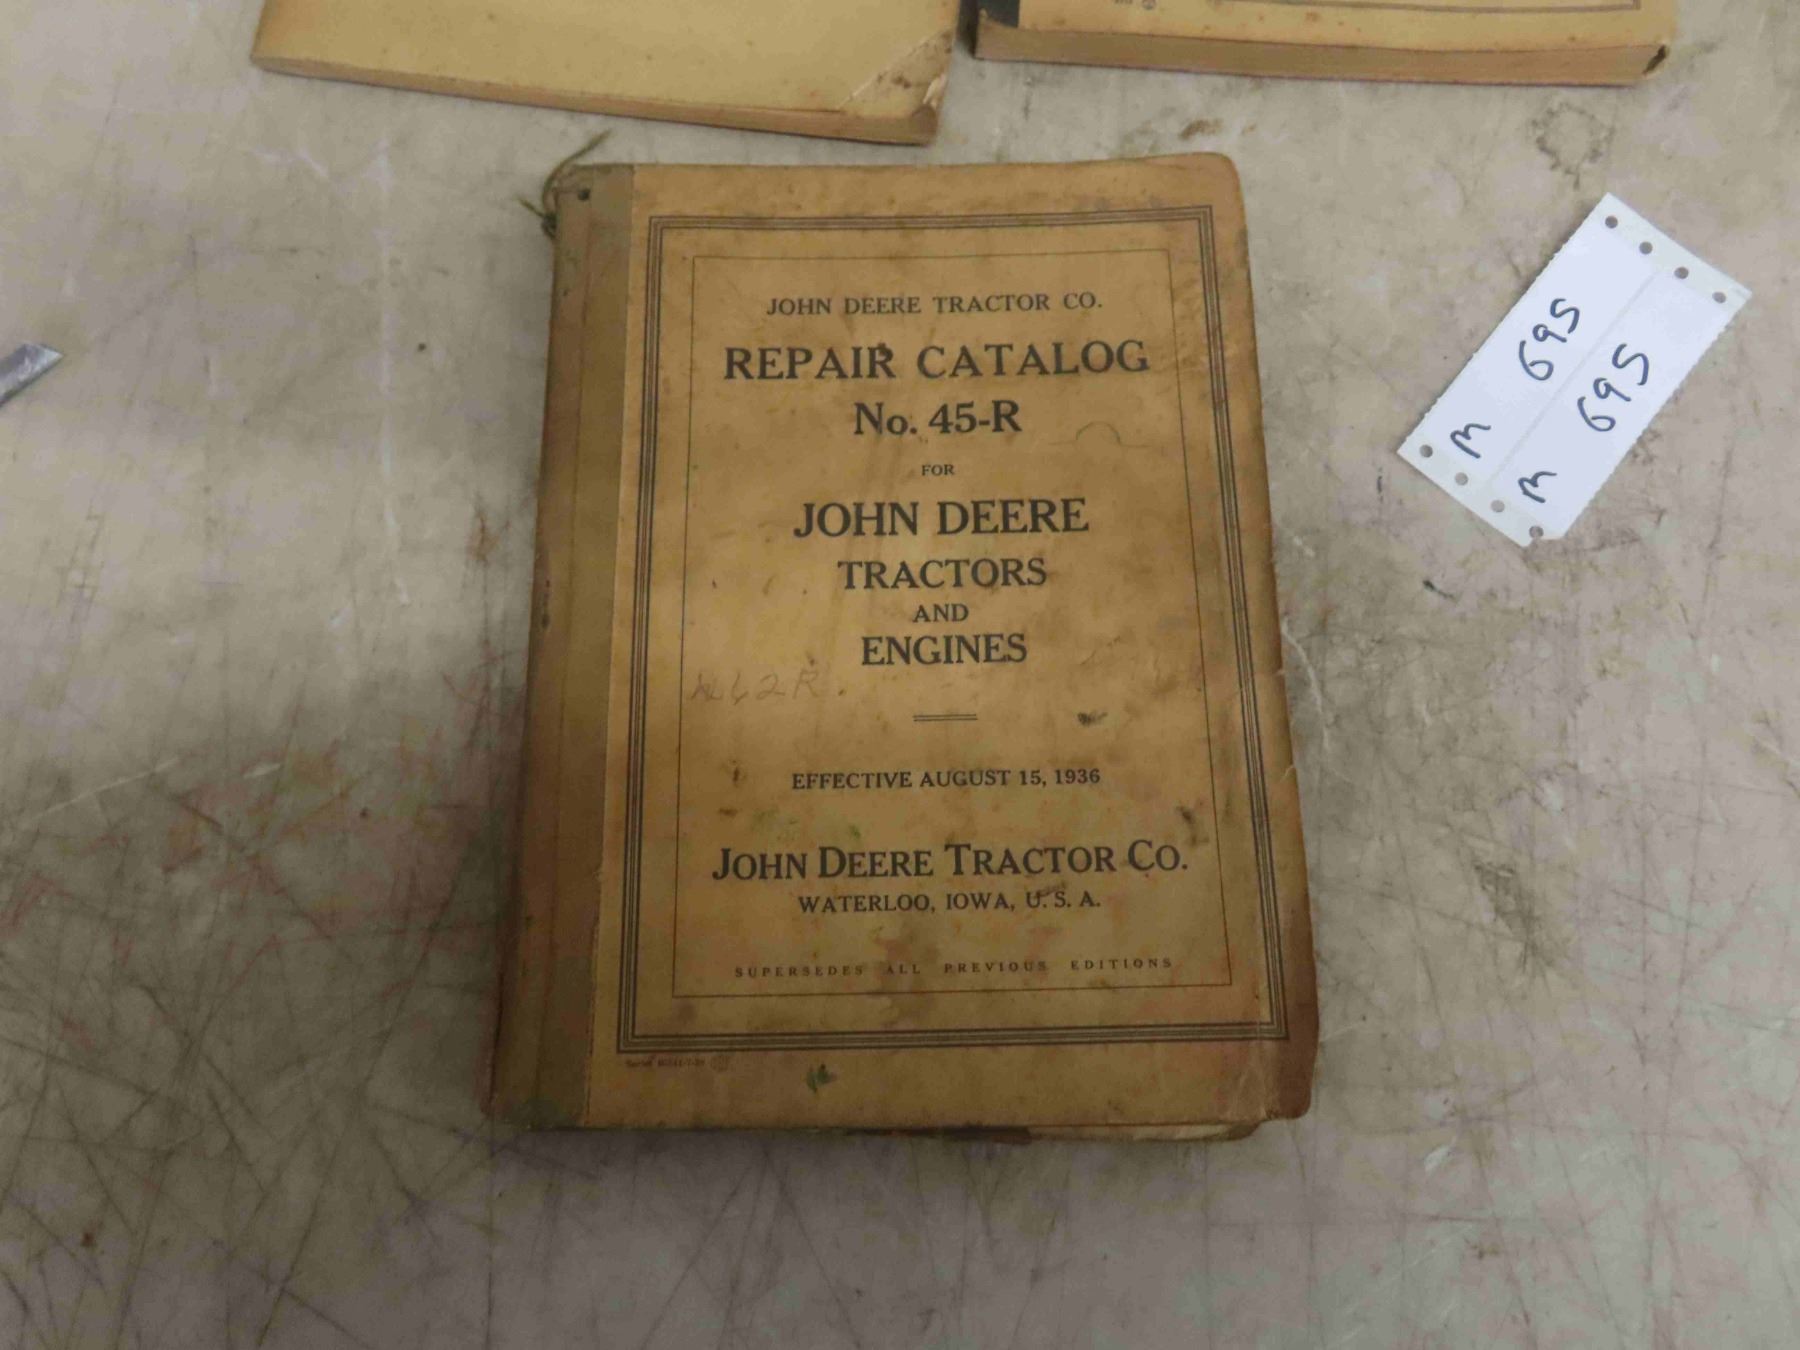 JOHN DEERE TRACTOR CO.
REPAIR CATALOG
No. 45-R
FOR
JOHN DEERE
TRACTORS
AND
ENGINES
EFFECTIVE AUGUST 15, 1936
JOHN DEERE TRACTOR CO.
WATERLOO, IOWA, U. S. A.
SUPERSEDES ALL PREVIOUS EDITIONS
M 695
M 695